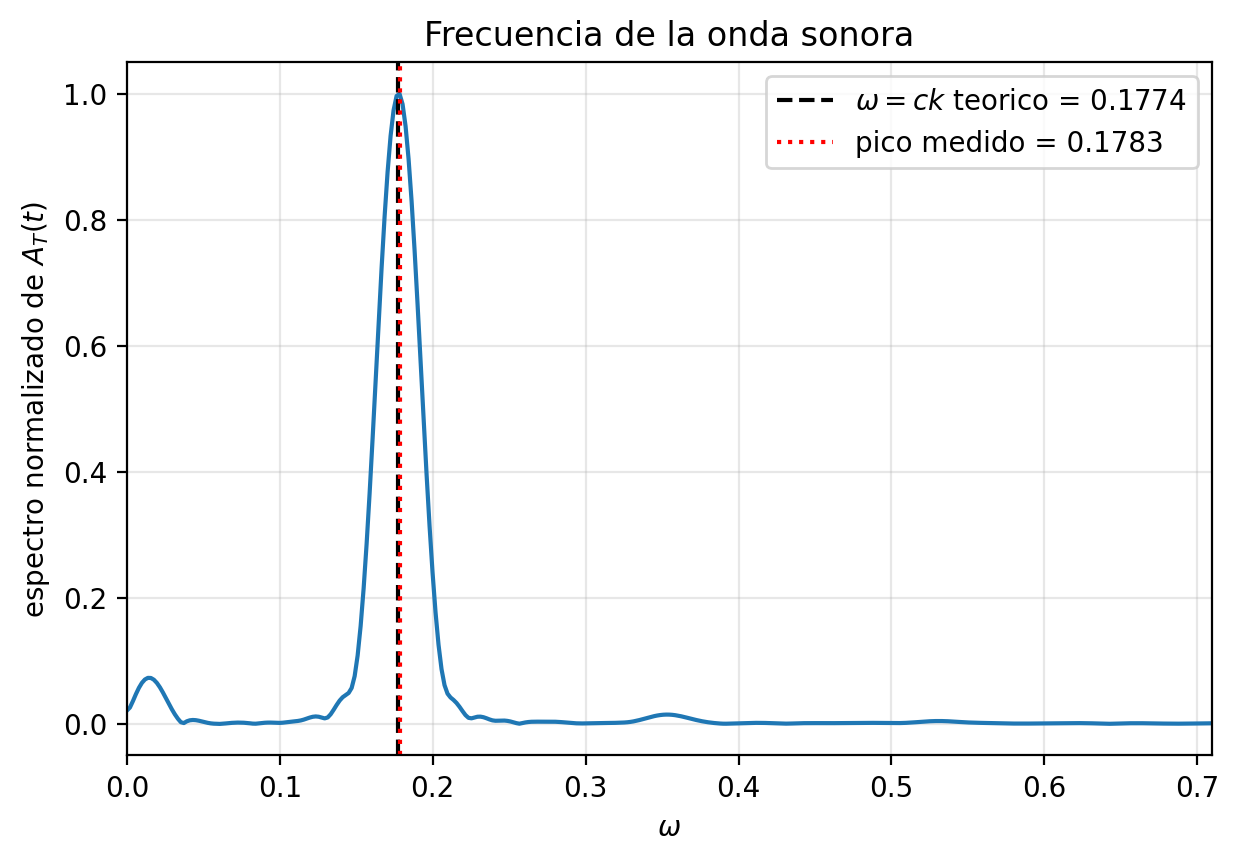 Frecuencia de la onda sonora
ω = ck teorico = 0.1774
pico medido = 0.1783
espectro normalizado de A_T(t)
1.0
0.8
0.6
0.4
0.2
0.0
0.0 0.1 0.2 0.3 0.4 0.5 0.6 0.7
ω